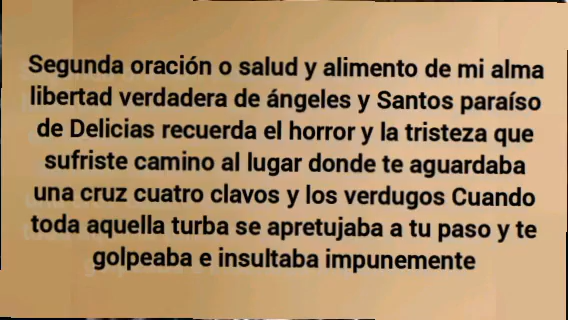 Segunda oración o salud y alimento de mi alma
libertad verdadera de ángeles y Santos paraíso
de Delicias recuerda el horror y la tristeza que
sufriste camino al lugar donde te aguardaba
una cruz cuatro clavos y los verdugos Cuando
toda aquella turba se apretujaba a tu paso y te
golpeaba e insultaba impunemente